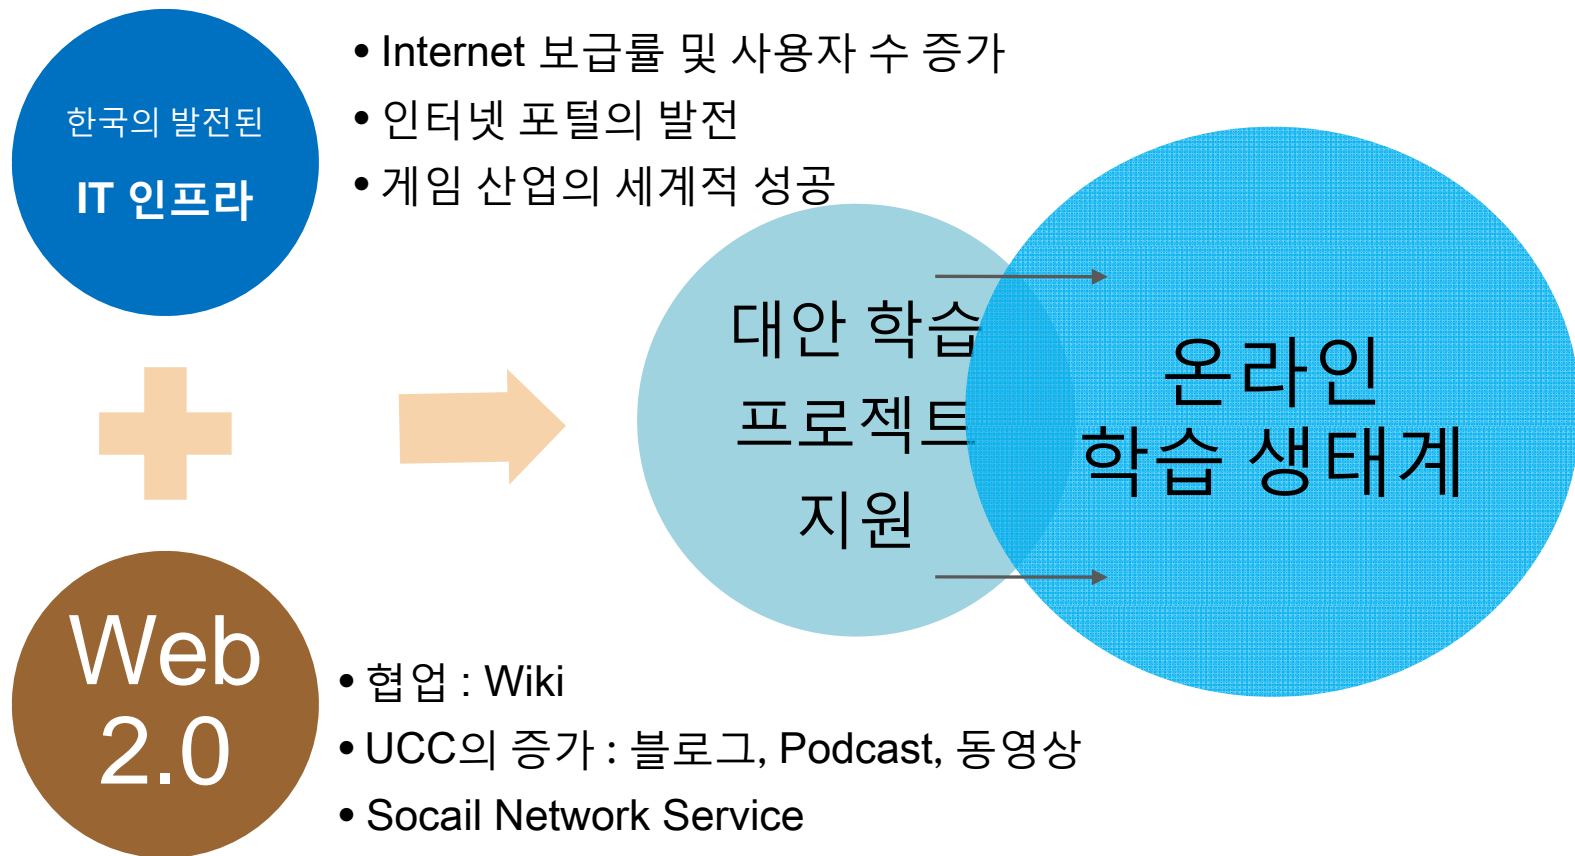 한국의 발전된
IT 인프라
• Internet 보급률 및 사용자 수 증가
• 인터넷 포털의 발전
• 게임 산업의 세계적 성공
대안 학습
프로젝트
지원
온라인
학습 생태계
Web
2.0
• 협업 : Wiki
• UCC의 증가 : 블로그, Podcast, 동영상
• Socail Network Service